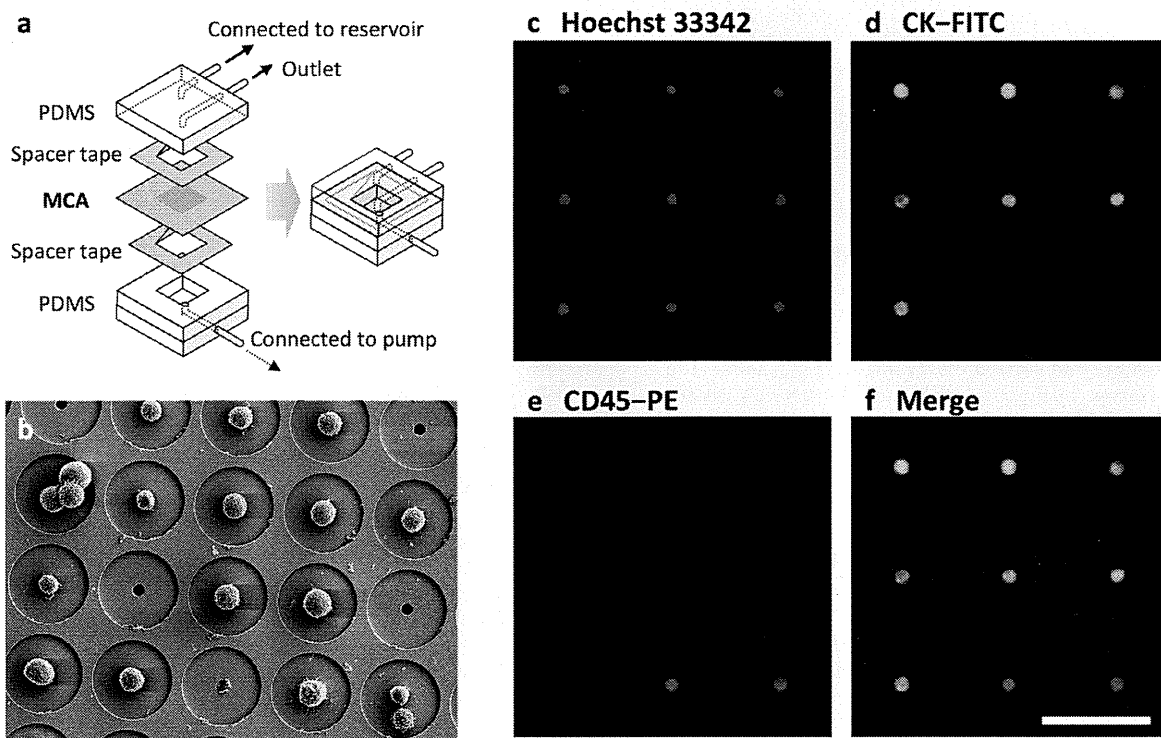 a
Connected to reservoir
Outlet
PDMS
Spacer tape
MCA
Spacer tape
PDMS
Connected to pump
b
c Hoechst 33342
d CK–FITC
e CD45–PE
f Merge